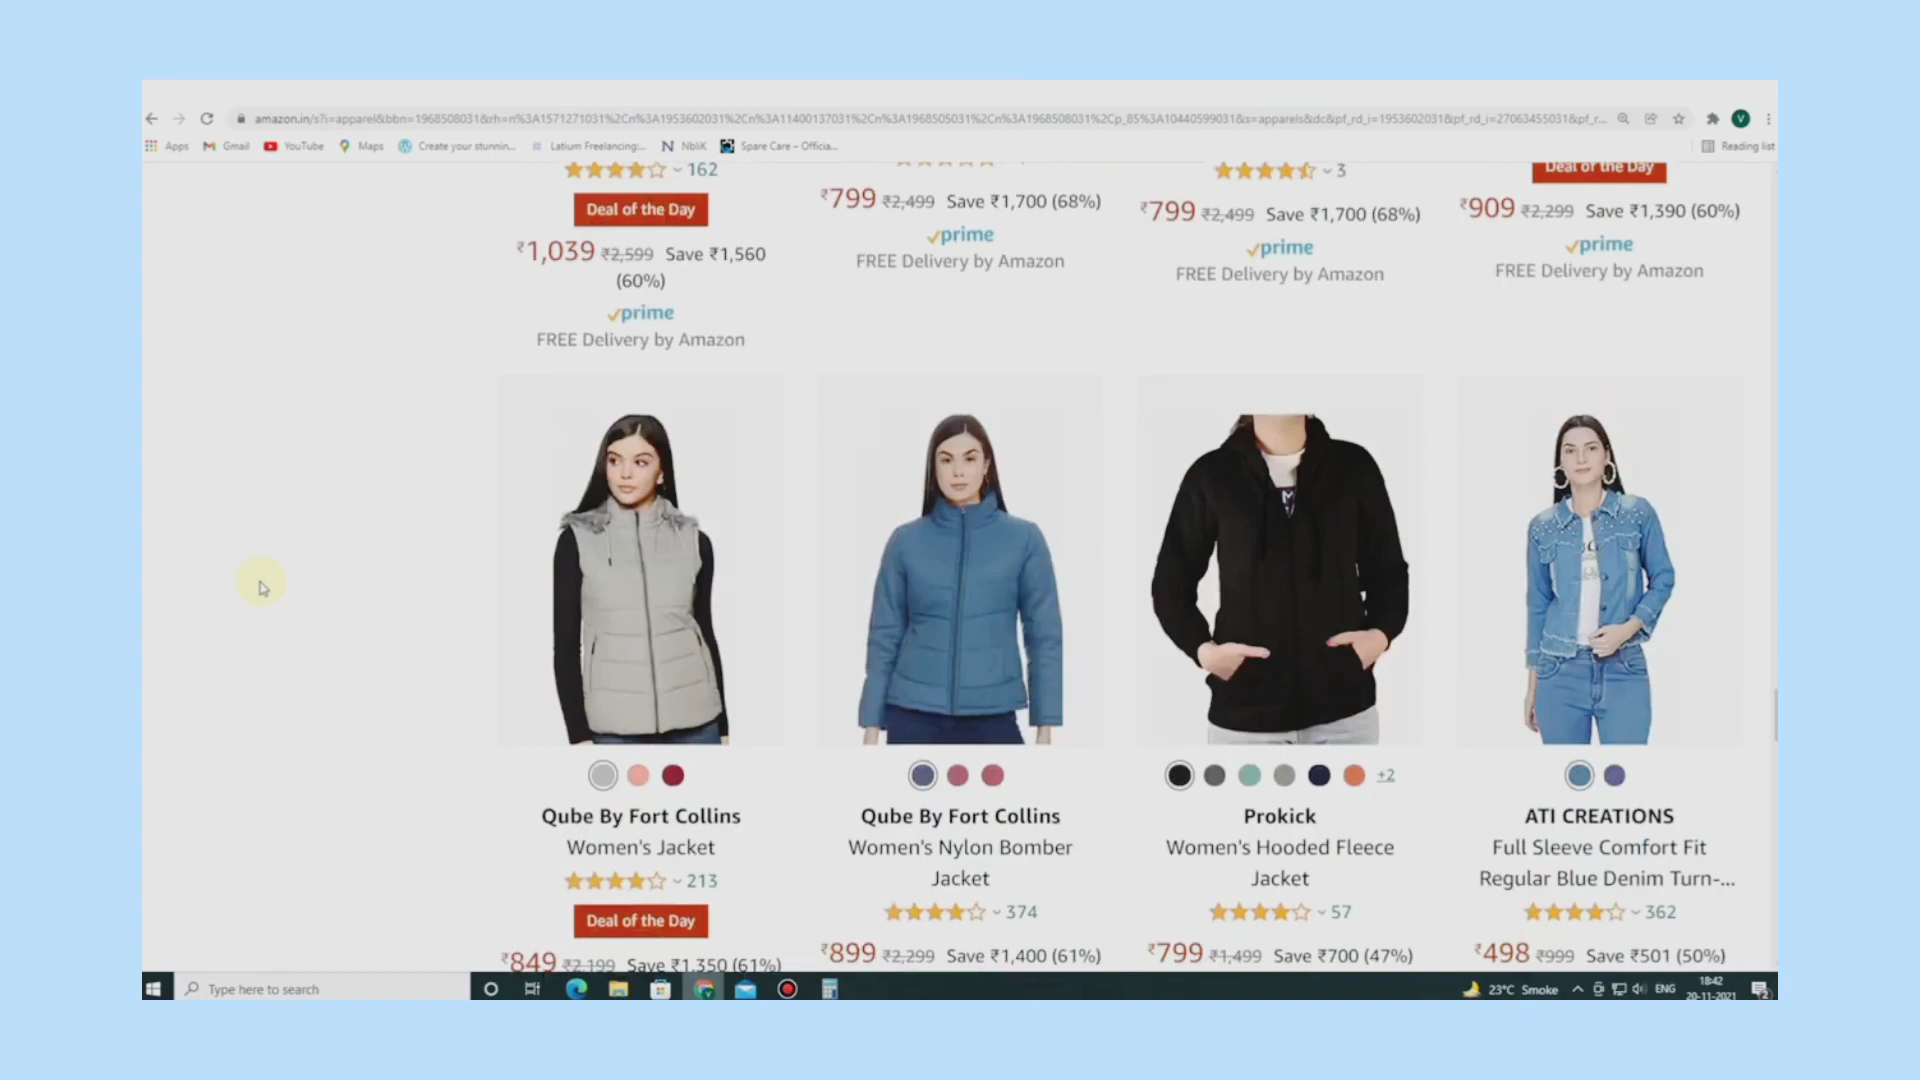 amazon.in/s?i=apparel&bbn=1968508031&rh=n%3A1571271031%2Cn%3A1953602031%2Cn%3A11400137031%2Cn%3A1968505031%2Cn%3A1968508031%2Cp_85%3A10440599031&s=apparels&dc&pf_rd_i=1953602031&pf_rd_i=27063455031&pf_r...
V
Apps Gmail YouTube Maps Create your stunnin... Latium Freelancing:... NbliK Spare Care – Officia... Reading list
162
Deal of the Day
₹1,039 ₹2,599 Save ₹1,560
(60%)
prime
FREE Delivery by Amazon
₹799 ₹2,499 Save ₹1,700 (68%)
prime
FREE Delivery by Amazon
3
₹799 ₹2,499 Save ₹1,700 (68%)
prime
FREE Delivery by Amazon
Deal of the Day
₹909 ₹2,299 Save ₹1,390 (60%)
prime
FREE Delivery by Amazon
Qube By Fort Collins
Women's Jacket
213
Deal of the Day
₹849 ₹2,199 Save ₹1,350 (61%)
Qube By Fort Collins
Women's Nylon Bomber
Jacket
374
₹899 ₹2,299 Save ₹1,400 (61%)
+2
Prokick
Women's Hooded Fleece
Jacket
57
₹799 ₹1,499 Save ₹700 (47%)
ATI CREATIONS
Full Sleeve Comfort Fit
Regular Blue Denim Turn-...
362
₹498 ₹999 Save ₹501 (50%)
Type here to search
23°C Smoke
ENG
18:42
20-11-2021
2